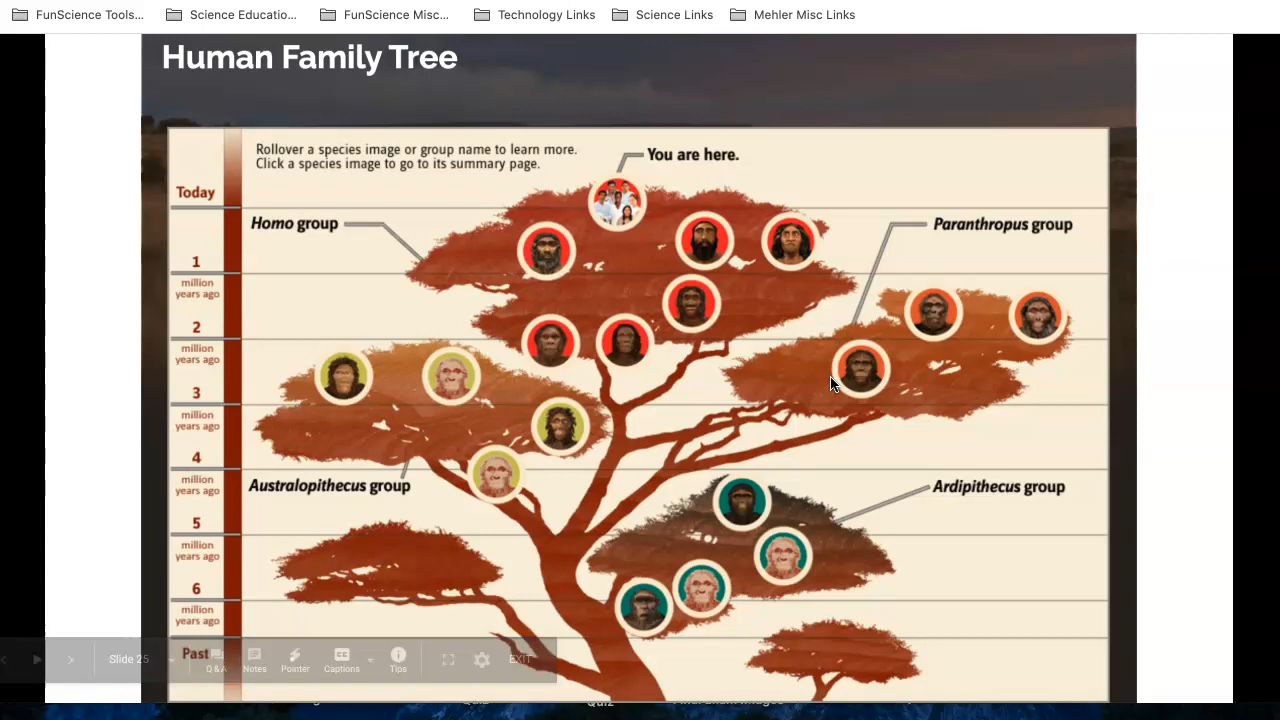 FunScience Tools...
Science Educatio...
FunScience Misc...
Technology Links
Science Links
Mehler Misc Links
Human Family Tree
Rollover a species image or group name to learn more.
Click a species image to go to its summary page.
You are here.
Today
Homo group
Paranthropus group
1
million
years ago
2
million
years ago
3
million
years ago
4
million
years ago
Australopithecus group
Ardipithecus group
5
million
years ago
6
million
years ago
Past
Slide 25
Q & A
Notes
Pointer
Captions
Tips
EXIT
Quiz